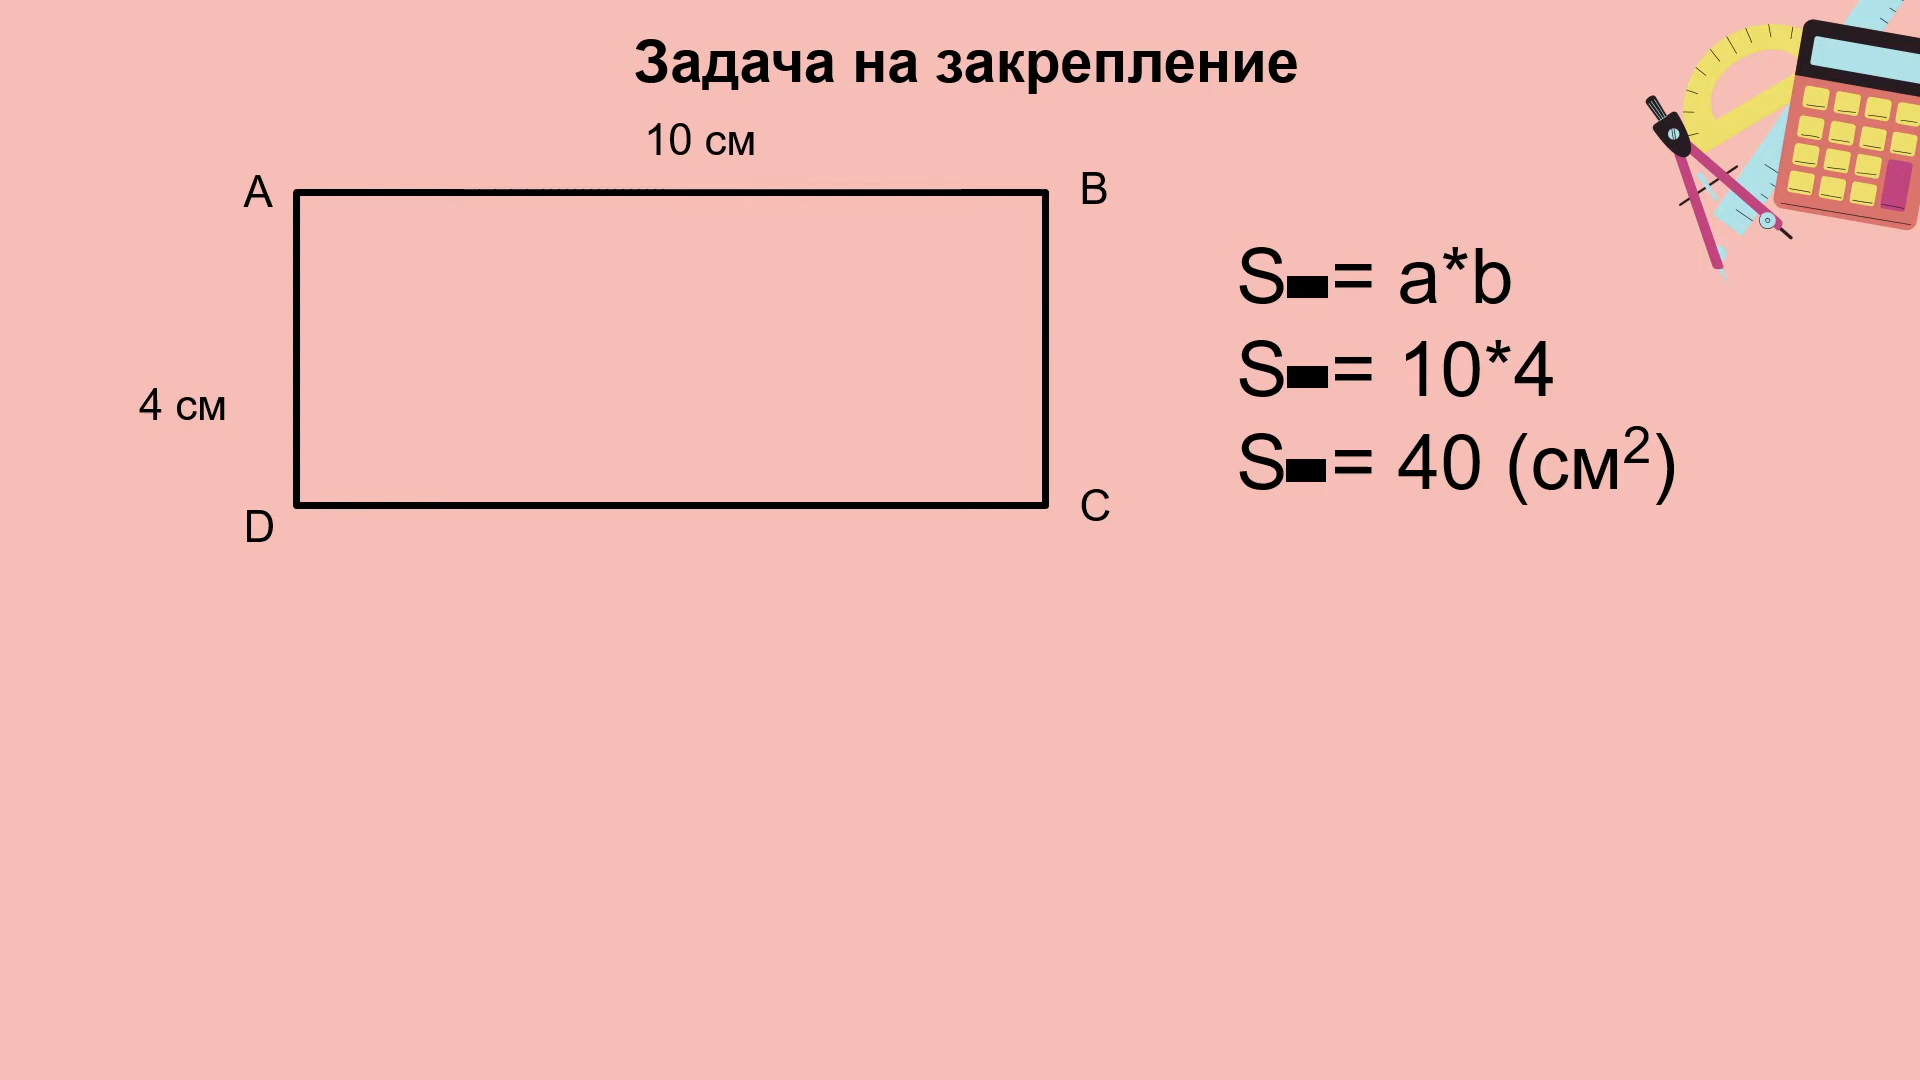 Задача на закрепление
10 см
A
B
4 см
D
C
S▬= a*b
S▬= 10*4
S▬= 40 (см²)